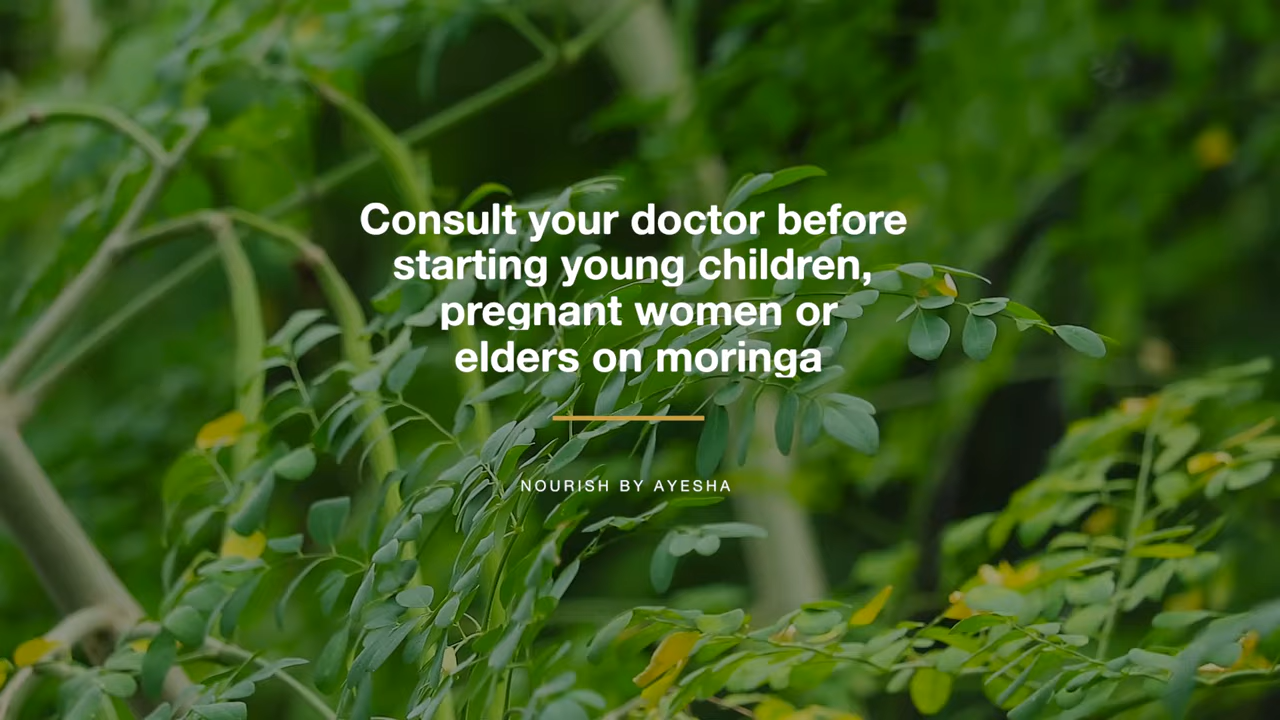 Consult your doctor before
starting young children,
pregnant women or
elders on moringa
NOURISH BY AYESHA